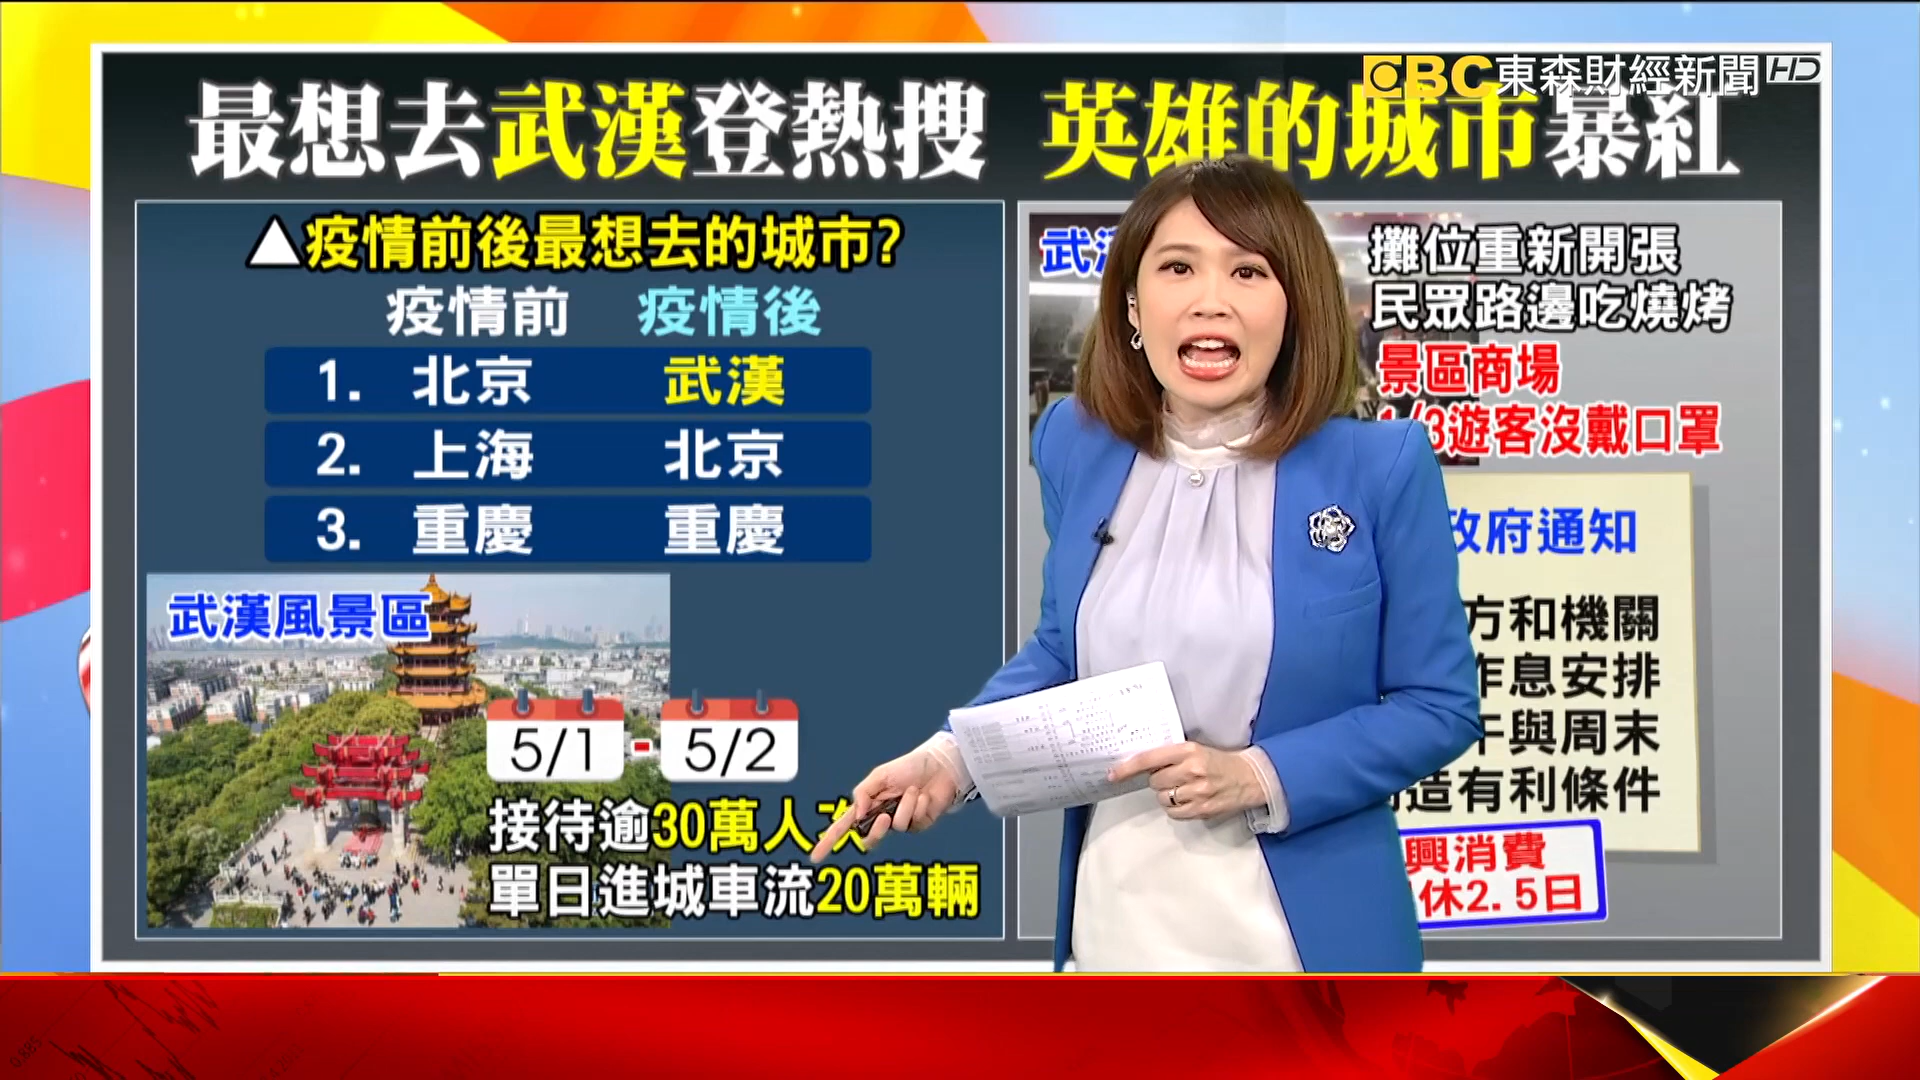 EBC東森財經新聞HD
最想去武漢登熱搜 英雄的城市暴紅
▲疫情前後最想去的城市?
疫情前 疫情後
1. 北京 武漢
2. 上海 北京
3. 重慶 重慶
武漢風景區
5/1 - 5/2
接待逾30萬人次
單日進城車流20萬輛
武漢
攤位重新開張
民眾路邊吃燒烤
景區商場
1/3遊客沒戴口罩
政府通知
方和機關
作息安排
午與周末
造有利條件
興消費
休2.5日